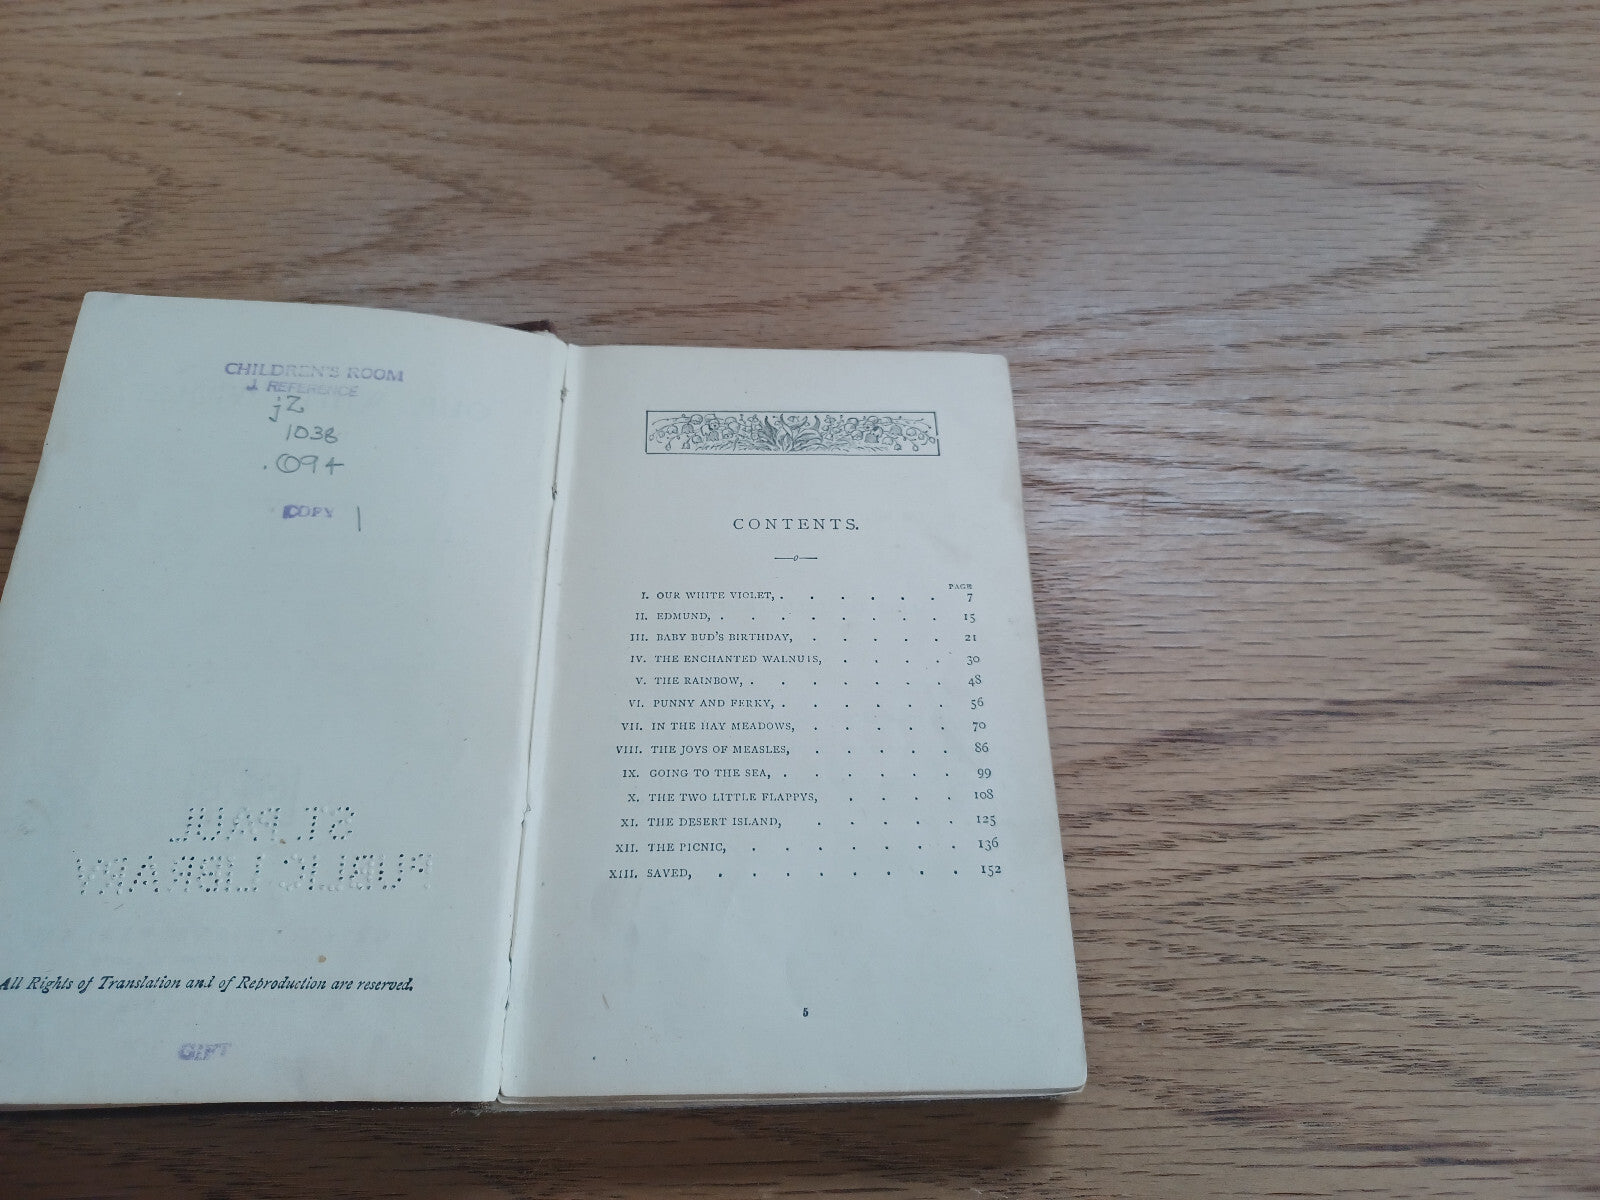 CHILDREN'S ROOM
J REFERENCE
jZ
1038
.O94
COPY 1
ST. PAUL
PUBLIC LIBRARY
All Rights of Translation and of Reproduction are reserved.
GIFT
CONTENTS.
PAGE
I. OUR WHITE VIOLET, . . . . . . 7
II. EDMUND, . . . . . . . . 15
III. BABY BUD'S BIRTHDAY, . . . . . 21
IV. THE ENCHANTED WALNUTS, . . . . 30
V. THE RAINBOW, . . . . . . . 48
VI. PUNNY AND FERKY, . . . . . . 56
VII. IN THE HAY MEADOWS, . . . . . 70
VIII. THE JOYS OF MEASLES, . . . . . 86
IX. GOING TO THE SEA, . . . . . . 99
X. THE TWO LITTLE FLAPPYS, . . . . 108
XI. THE DESERT ISLAND, . . . . . 125
XII. THE PICNIC, . . . . . . . 136
XIII. SAVED, . . . . . . . . 152
5